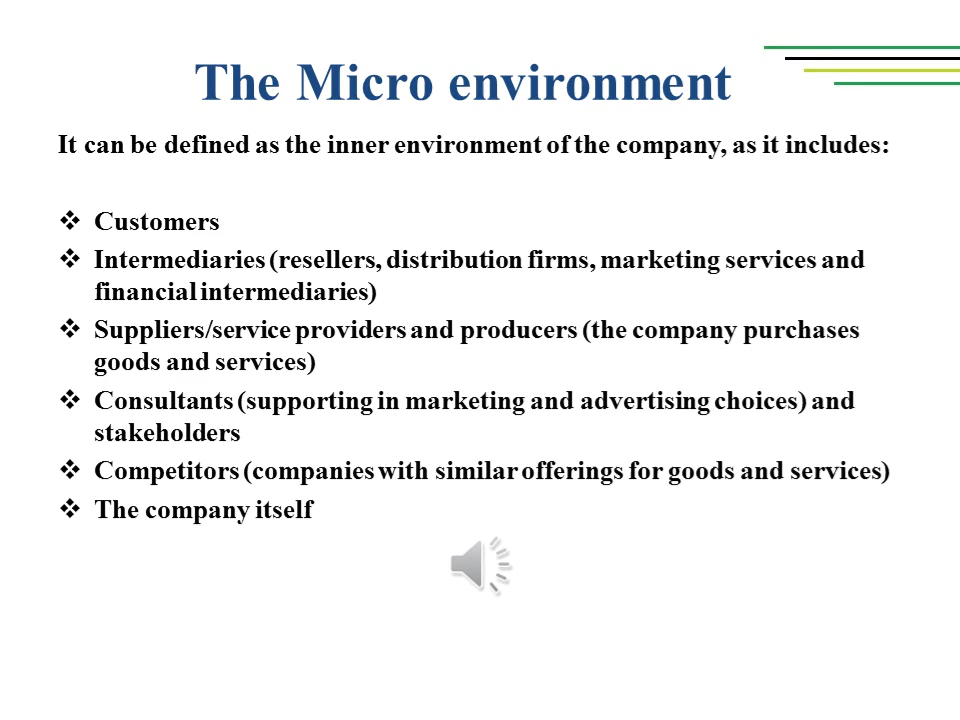 The Micro environment
It can be defined as the inner environment of the company, as it includes:
❖ Customers
❖ Intermediaries (resellers, distribution firms, marketing services and
financial intermediaries)
❖ Suppliers/service providers and producers (the company purchases
goods and services)
❖ Consultants (supporting in marketing and advertising choices) and
stakeholders
❖ Competitors (companies with similar offerings for goods and services)
❖ The company itself